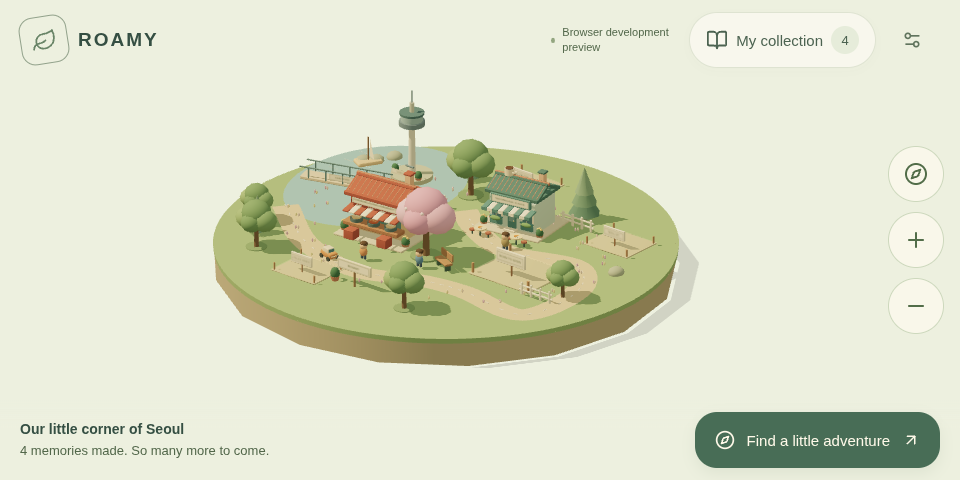 ROAMY
Browser development
preview
My collection
4
Our little corner of Seoul
4 memories made. So many more to come.
Find a little adventure